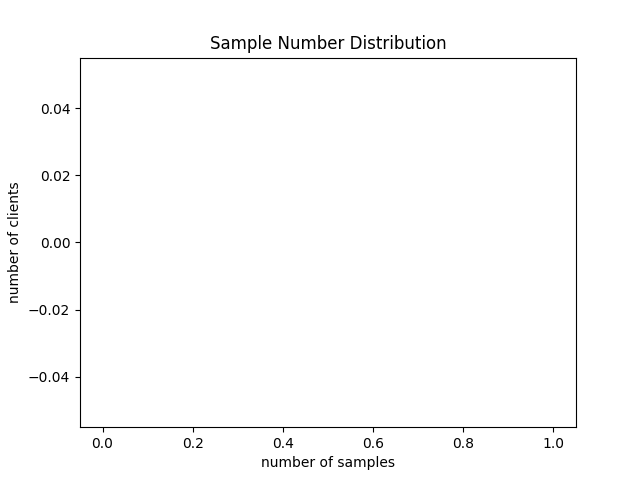 Sample Number Distribution
0.04
0.02
0.00
−0.02
−0.04
number of clients
0.0 0.2 0.4 0.6 0.8 1.0
number of samples